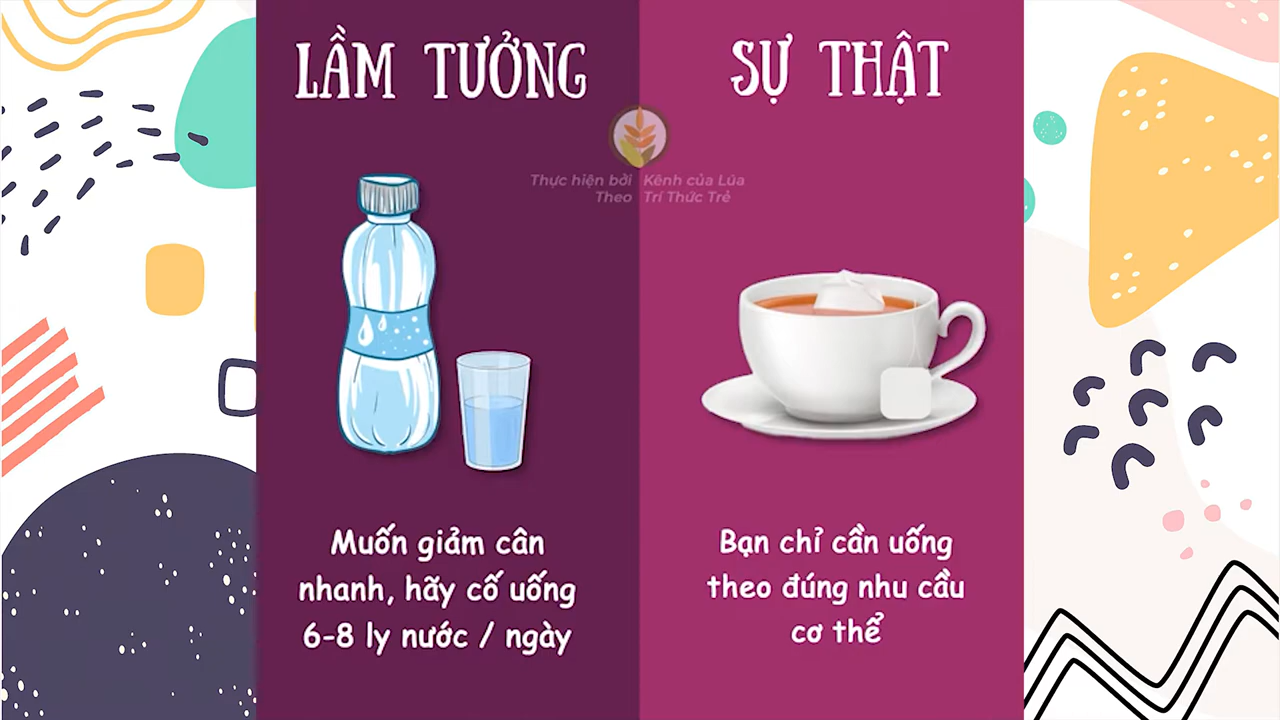 LẦM TƯỞNG
SỰ THẬT
Thực hiện bởi Kênh của Lúa
Theo Trí Thức Trẻ
Muốn giảm cân
nhanh, hãy cố uống
6-8 ly nước / ngày
Bạn chỉ cần uống
theo đúng nhu cầu
cơ thể